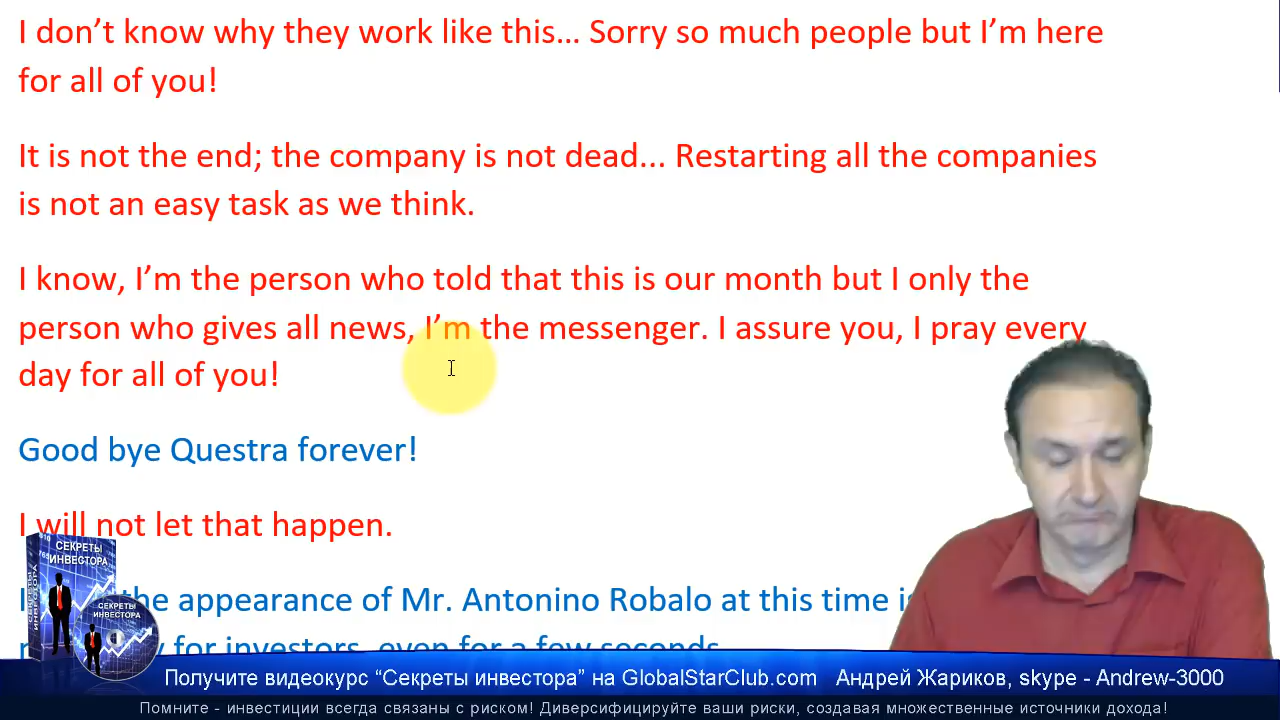 I don’t know why they work like this... Sorry so much people but I’m here
for all of you!
It is not the end; the company is not dead... Restarting all the companies
is not an easy task as we think.
I know, I’m the person who told that this is our month but I only the
person who gives all news, I’m the messenger. I assure you, I pray every
day for all of you!
Good bye Questra forever!
I will not let that happen.
the appearance of Mr. Antonino Robalo at this time
for investors, even for a few seconds
СЕКРЕТЫ
ИНВЕСТОРА
СЕКРЕТЫ
ИНВЕСТОРА
Получите видеокурс “Секреты инвестора” на GlobalStarClub.com Андрей Жариков, skype - Andrew-3000
Помните - инвестиции всегда связаны с риском! Диверсифицируйте ваши риски, создавая множественные источники дохода!